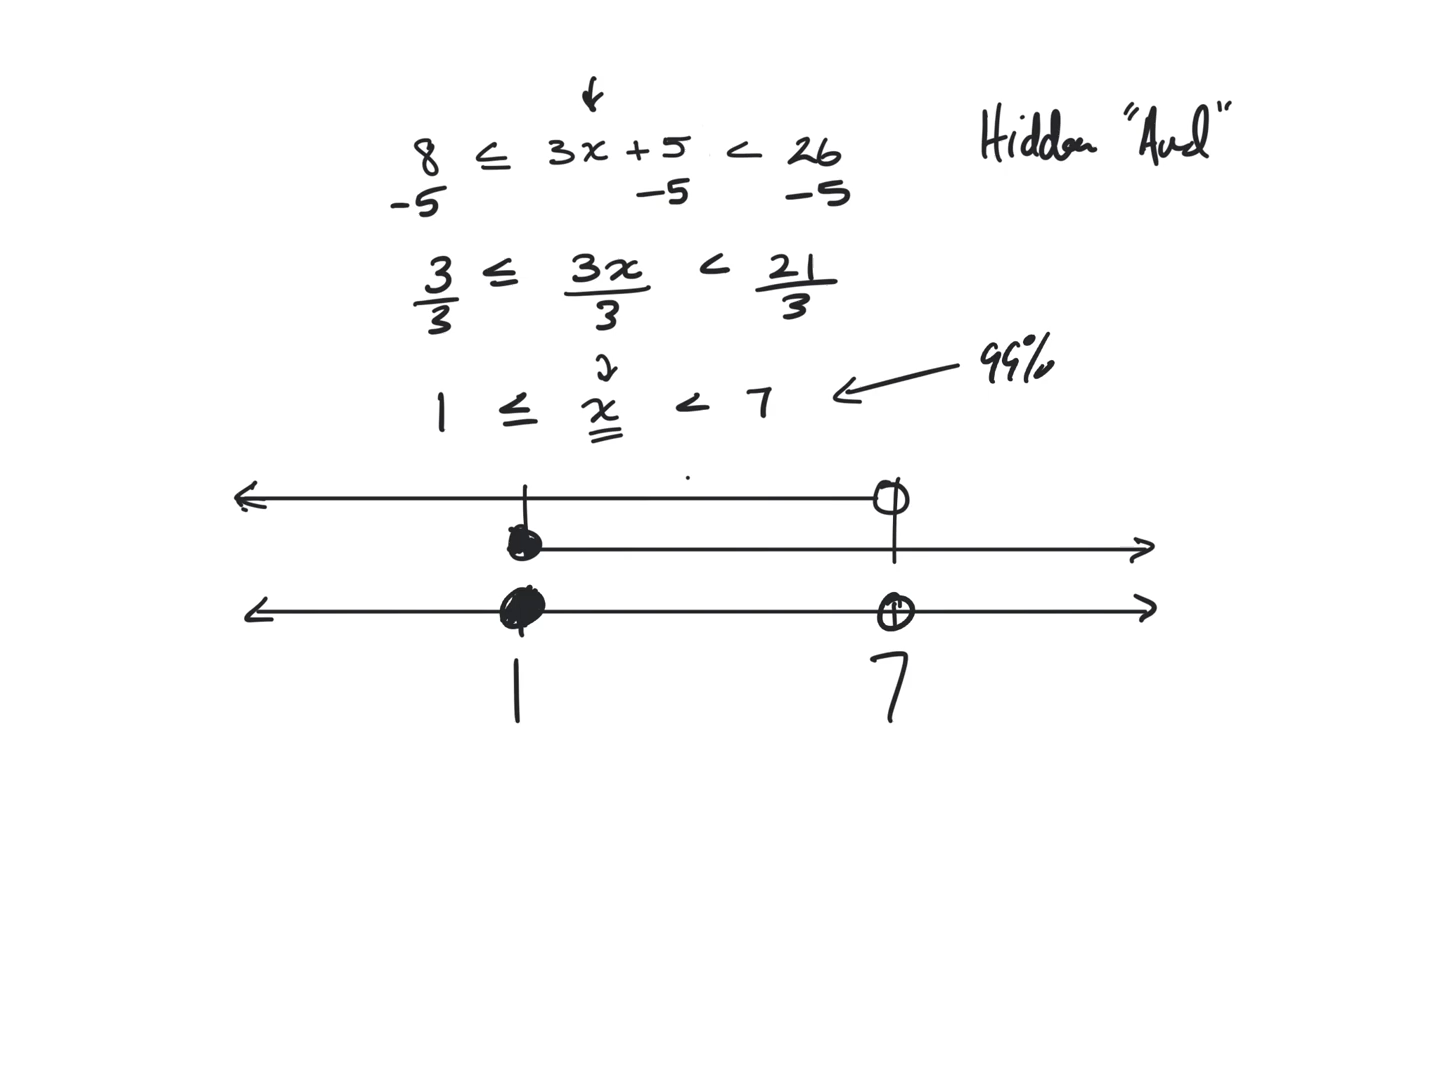 8 ≤ 3x + 5 < 26
Hidden "And"
-5 -5 -5
3 ≤ 3x < 21
3 3 3
99%
1 ≤ x < 7
1 7